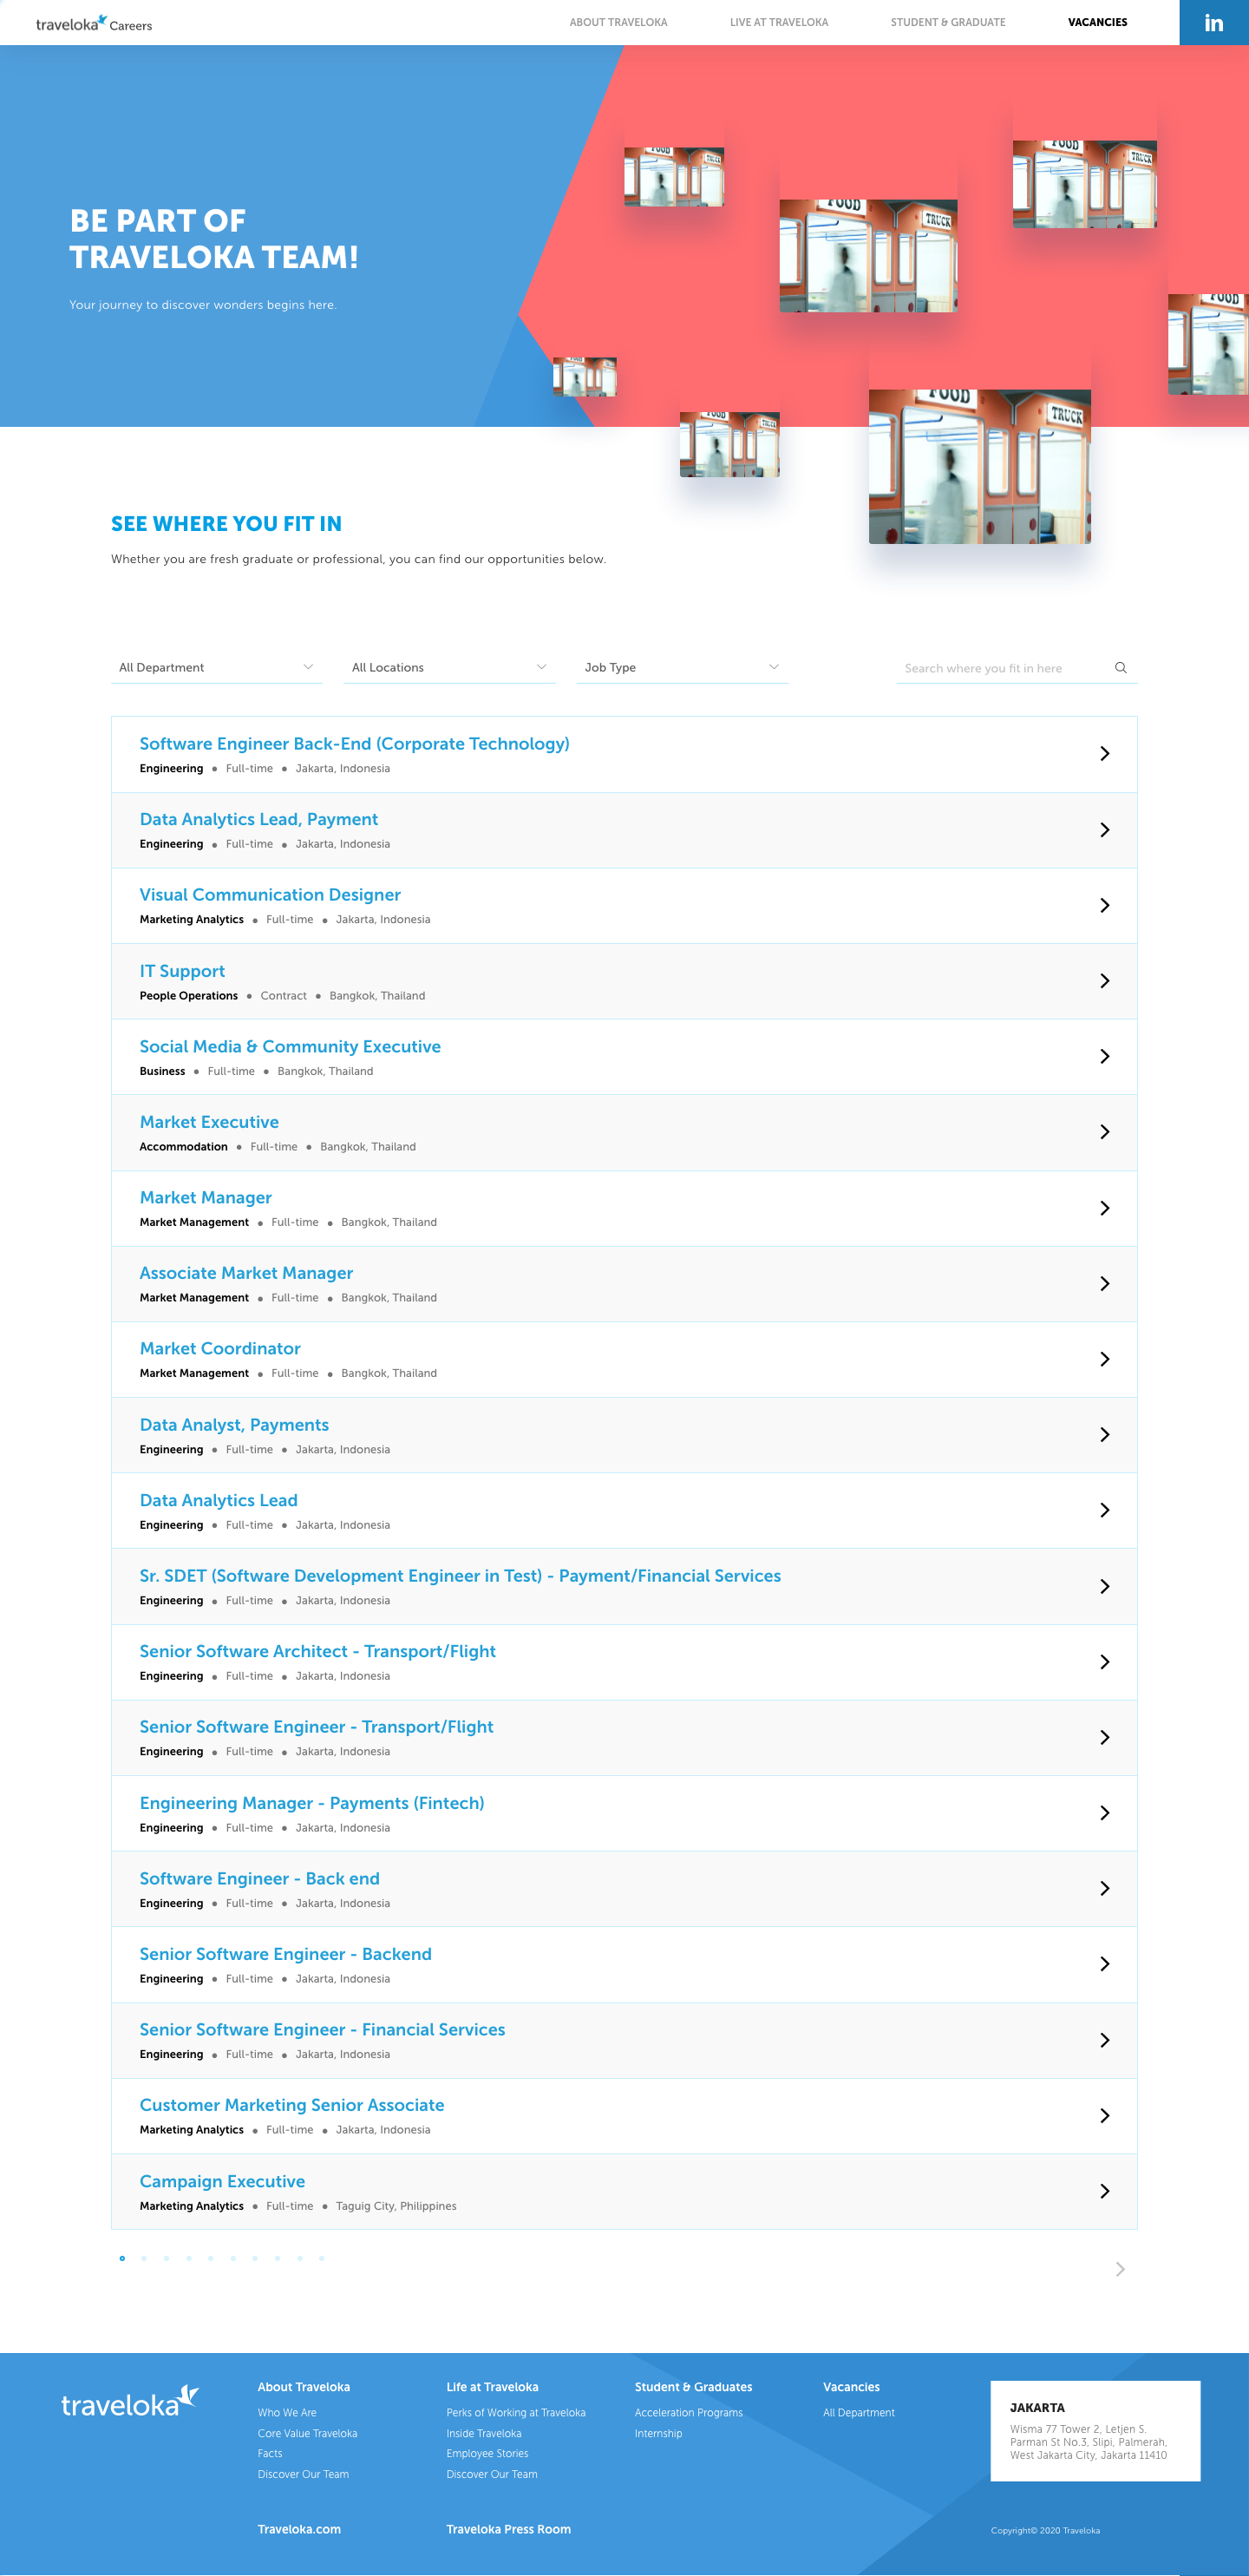 traveloka Careers
ABOUT TRAVELOKA
LIVE AT TRAVELOKA
STUDENT & GRADUATE
VACANCIES
in
FOOD TRUCK
FOOD TRUCK
FOOD TRUCK
BE PART OF
TRAVELOKA TEAM!
Your journey to discover wonders begins here.
FOOD
FOOD TRUCK
FOOD TRUCK
SEE WHERE YOU FIT IN
Whether you are fresh graduate or professional, you can find our opportunities below.
All Department
All Locations
Job Type
Search where you fit in here
Software Engineer Back-End (Corporate Technology)
Engineering • Full-time • Jakarta, Indonesia
Data Analytics Lead, Payment
Engineering • Full-time • Jakarta, Indonesia
Visual Communication Designer
Marketing Analytics • Full-time • Jakarta, Indonesia
IT Support
People Operations • Contract • Bangkok, Thailand
Social Media & Community Executive
Business • Full-time • Bangkok, Thailand
Market Executive
Accommodation • Full-time • Bangkok, Thailand
Market Manager
Market Management • Full-time • Bangkok, Thailand
Associate Market Manager
Market Management • Full-time • Bangkok, Thailand
Market Coordinator
Market Management • Full-time • Bangkok, Thailand
Data Analyst, Payments
Engineering • Full-time • Jakarta, Indonesia
Data Analytics Lead
Engineering • Full-time • Jakarta, Indonesia
Sr. SDET (Software Development Engineer in Test) - Payment/Financial Services
Engineering • Full-time • Jakarta, Indonesia
Senior Software Architect - Transport/Flight
Engineering • Full-time • Jakarta, Indonesia
Senior Software Engineer - Transport/Flight
Engineering • Full-time • Jakarta, Indonesia
Engineering Manager - Payments (Fintech)
Engineering • Full-time • Jakarta, Indonesia
Software Engineer - Back end
Engineering • Full-time • Jakarta, Indonesia
Senior Software Engineer - Backend
Engineering • Full-time • Jakarta, Indonesia
Senior Software Engineer - Financial Services
Engineering • Full-time • Jakarta, Indonesia
Customer Marketing Senior Associate
Marketing Analytics • Full-time • Jakarta, Indonesia
Campaign Executive
Marketing Analytics • Full-time • Taguig City, Philippines
traveloka
About Traveloka
Who We Are
Core Value Traveloka
Facts
Discover Our Team
Traveloka.com
Life at Traveloka
Perks of Working at Traveloka
Inside Traveloka
Employee Stories
Discover Our Team
Traveloka Press Room
Student & Graduates
Acceleration Programs
Internship
Vacancies
All Department
JAKARTA
Wisma 77 Tower 2, Letjen S.
Parman St No.3, Slipi, Palmerah,
West Jakarta City, Jakarta 11410
Copyright© 2020 Traveloka